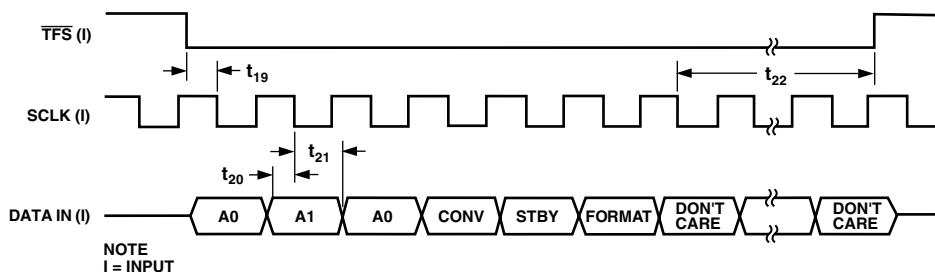 TFS (I)
t19
t22
SCLK (I)
t21
t20
DATA IN (I)
A0
A1
A0
CONV
STBY
FORMAT
DON'T
CARE
DON'T
CARE
NOTE
I = INPUT